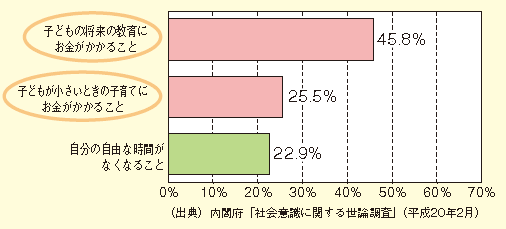 子どもの将来の教育に
お金がかかること
45.8%
子どもが小さいときの子育てに
お金がかかること
25.5%
自分の自由な時間が
なくなること
22.9%
0% 10% 20% 30% 40% 50% 60% 70%
(出典) 内閣府「社会意識に関する世論調査」(平成20年2月)